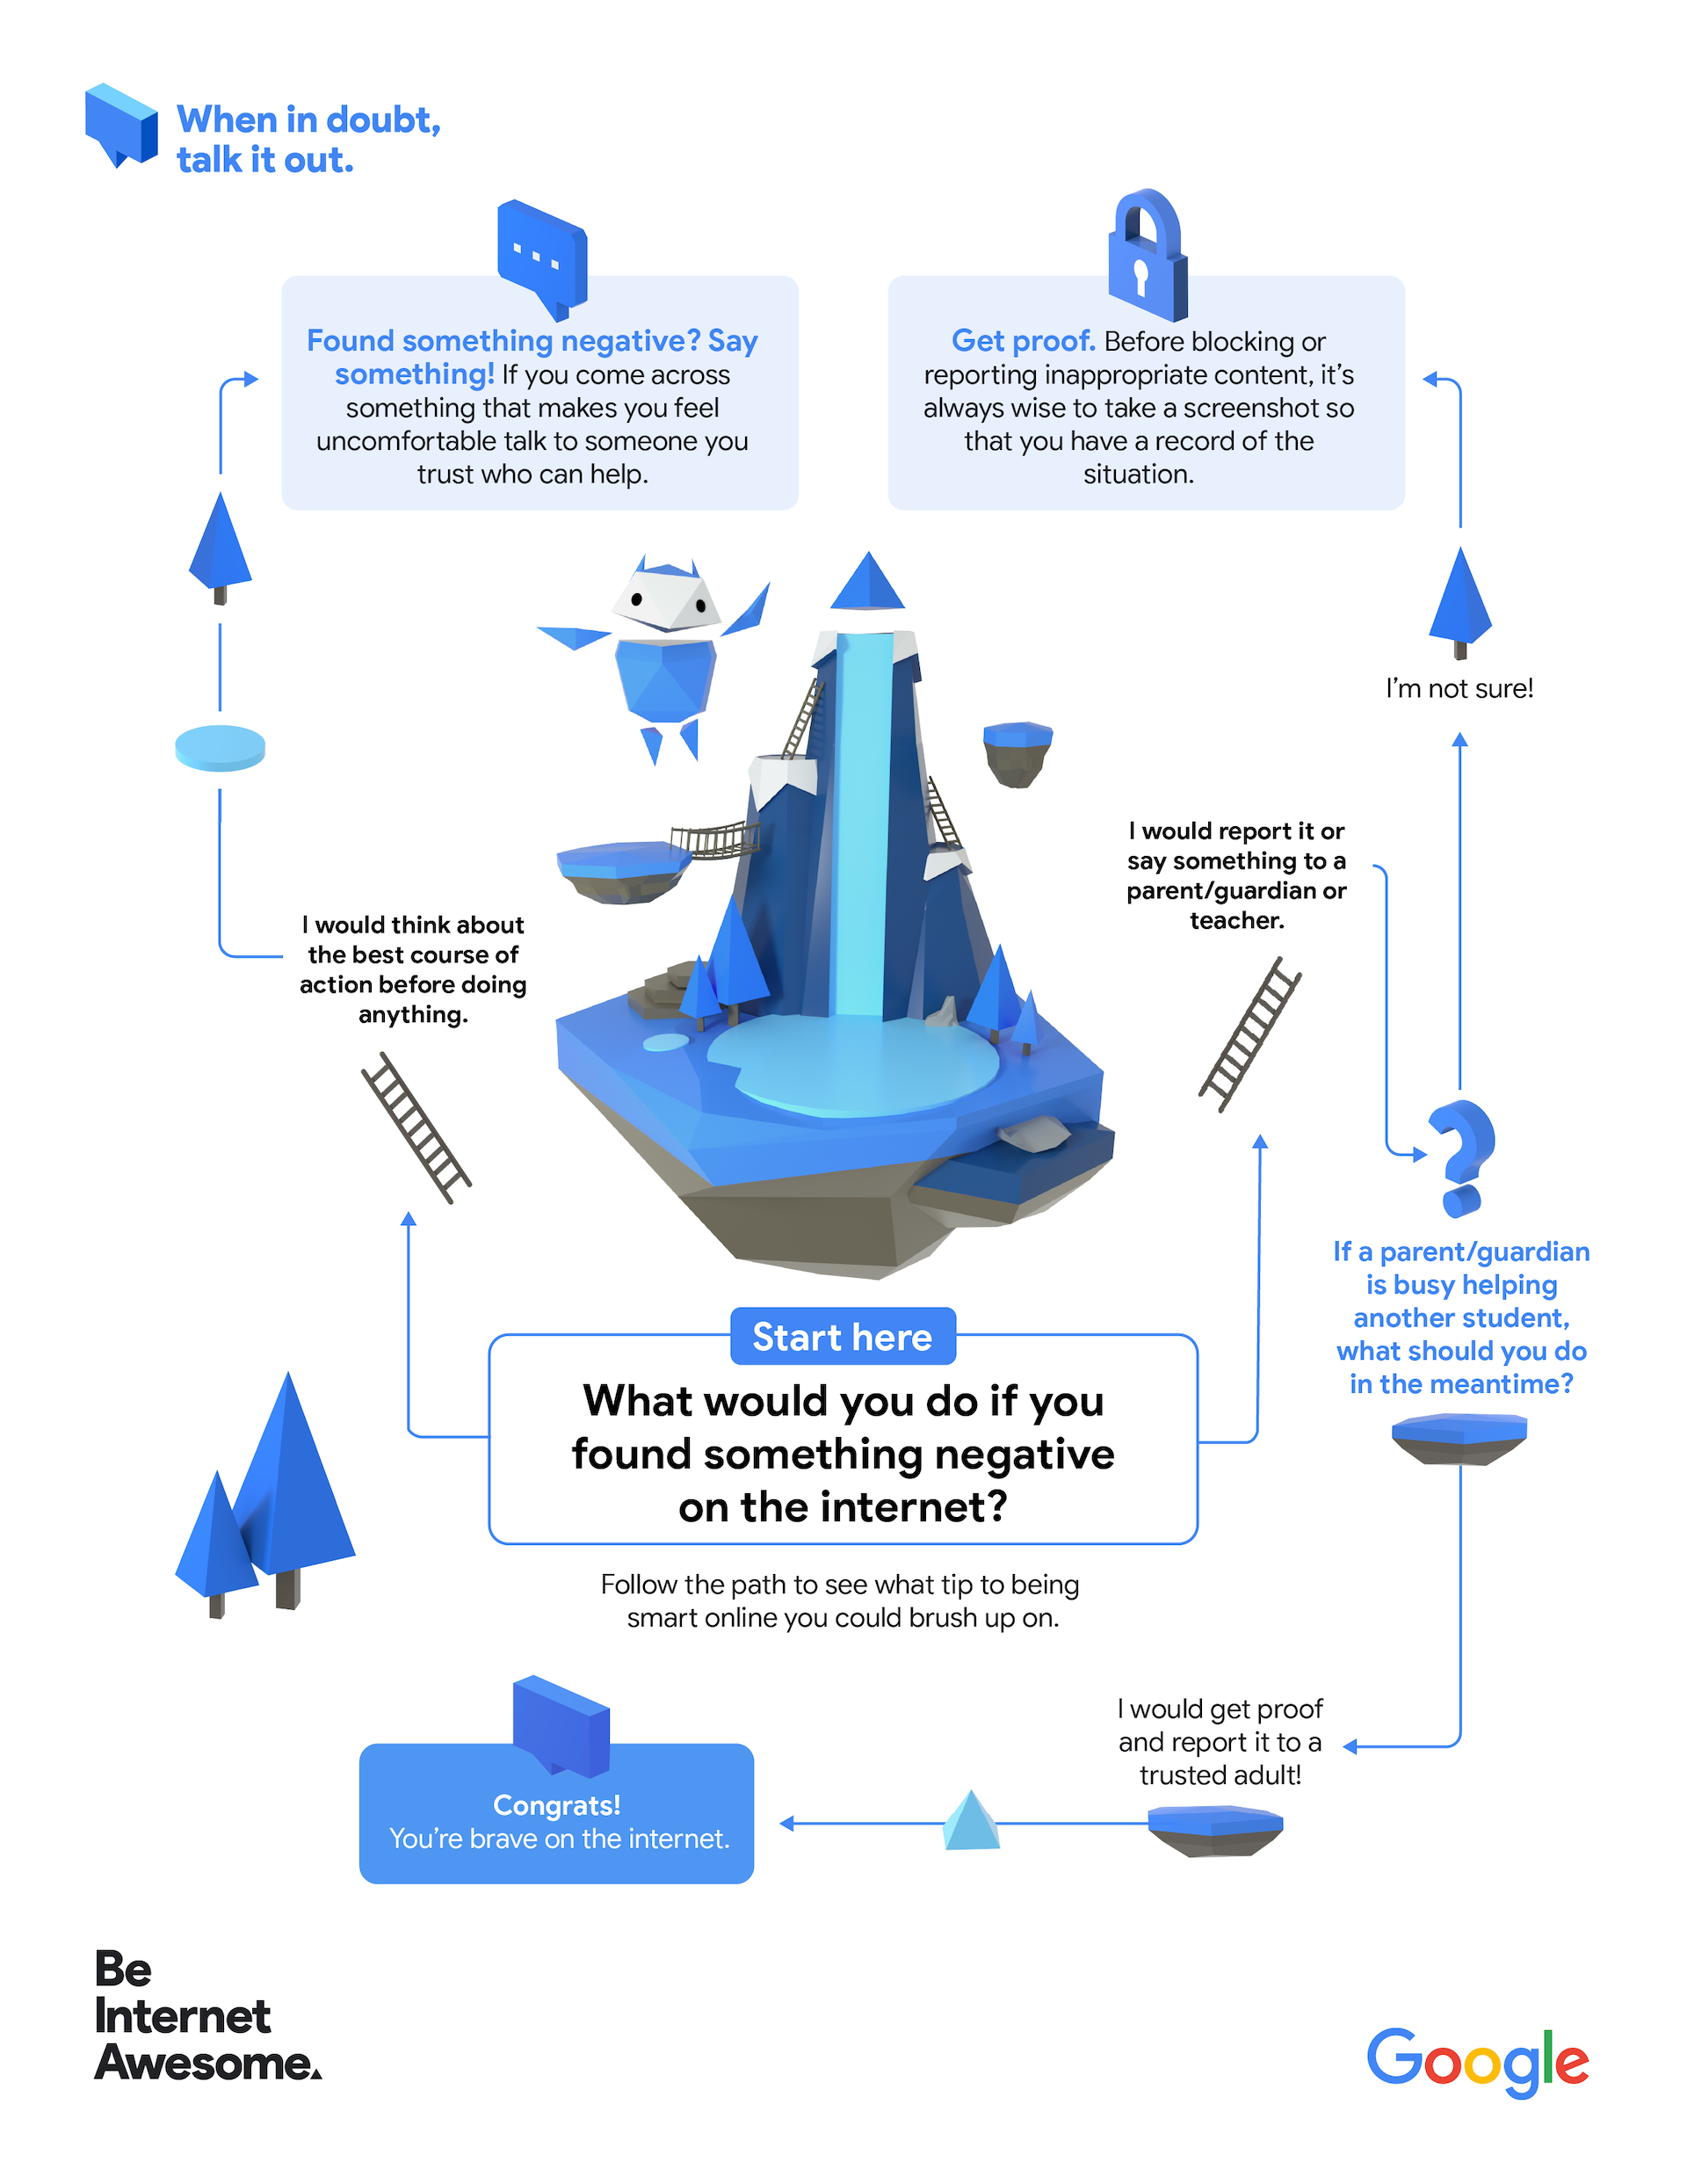 When in doubt,
talk it out.
Found something negative? Say
something! If you come across
something that makes you feel
uncomfortable talk to someone you
trust who can help.
Get proof. Before blocking or
reporting inappropriate content, it's
always wise to take a screenshot so
that you have a record of the
situation.
I'm not sure!
I would report it or
say something to a
parent/guardian or
teacher.
I would think about
the best course of
action before doing
anything.
If a parent/guardian
is busy helping
another student,
what should you do
in the meantime?
Start here
What would you do if you
found something negative
on the internet?
Follow the path to see what tip to being
smart online you could brush up on.
I would get proof
and report it to a
trusted adult!
Congrats!
You're brave on the internet.
Be
Internet
Awesome.
Google